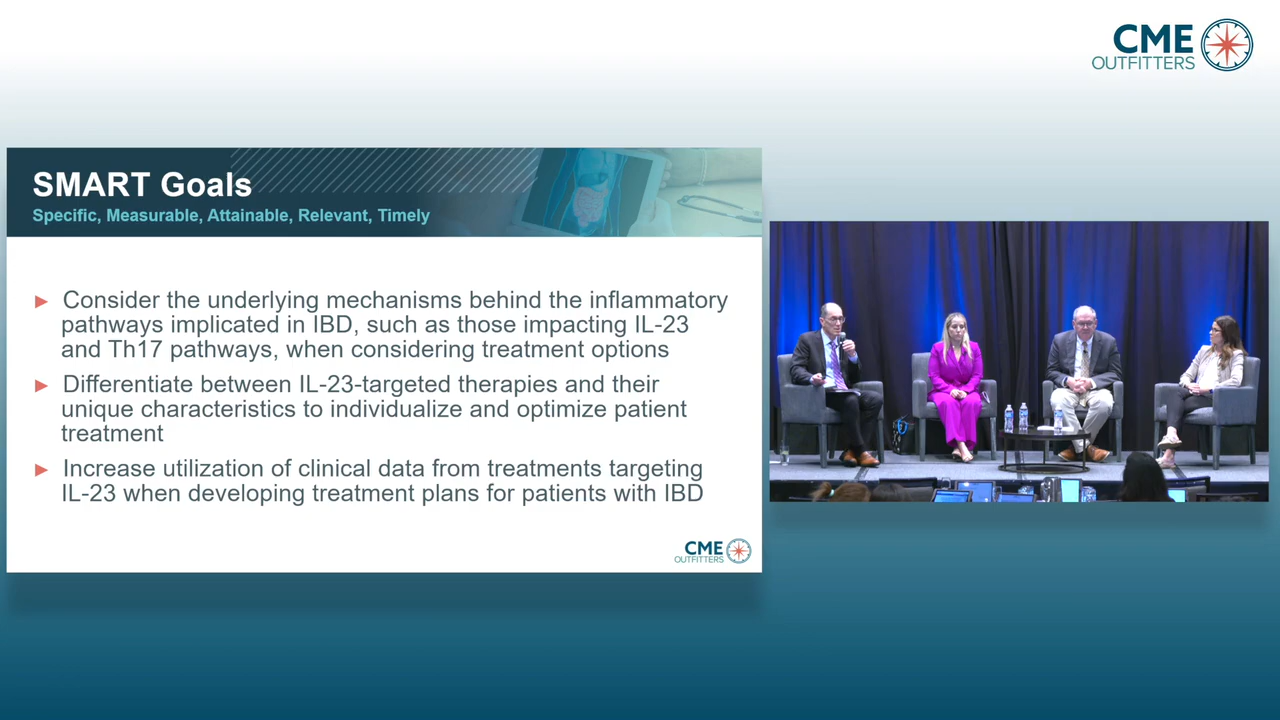 CME
OUTFITTERS
SMART Goals
Specific, Measurable, Attainable, Relevant, Timely
► Consider the underlying mechanisms behind the inflammatory
pathways implicated in IBD, such as those impacting IL-23
and Th17 pathways, when considering treatment options
► Differentiate between IL-23-targeted therapies and their
unique characteristics to individualize and optimize patient
treatment
► Increase utilization of clinical data from treatments targeting
IL-23 when developing treatment plans for patients with IBD
CME
OUTFITTERS